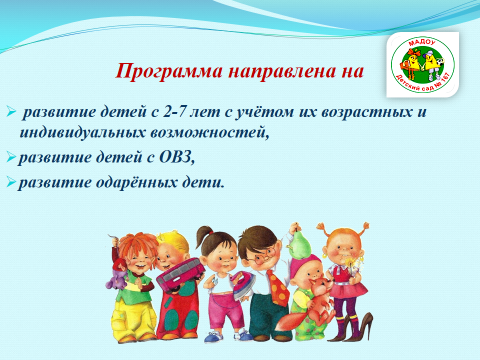 Программа направлена на
МАДОУ
Детский сад № 167
развитие детей с 2-7 лет с учётом их возрастных и
индивидуальных возможностей,
развитие детей с ОВЗ,
развитие одарённых дети.